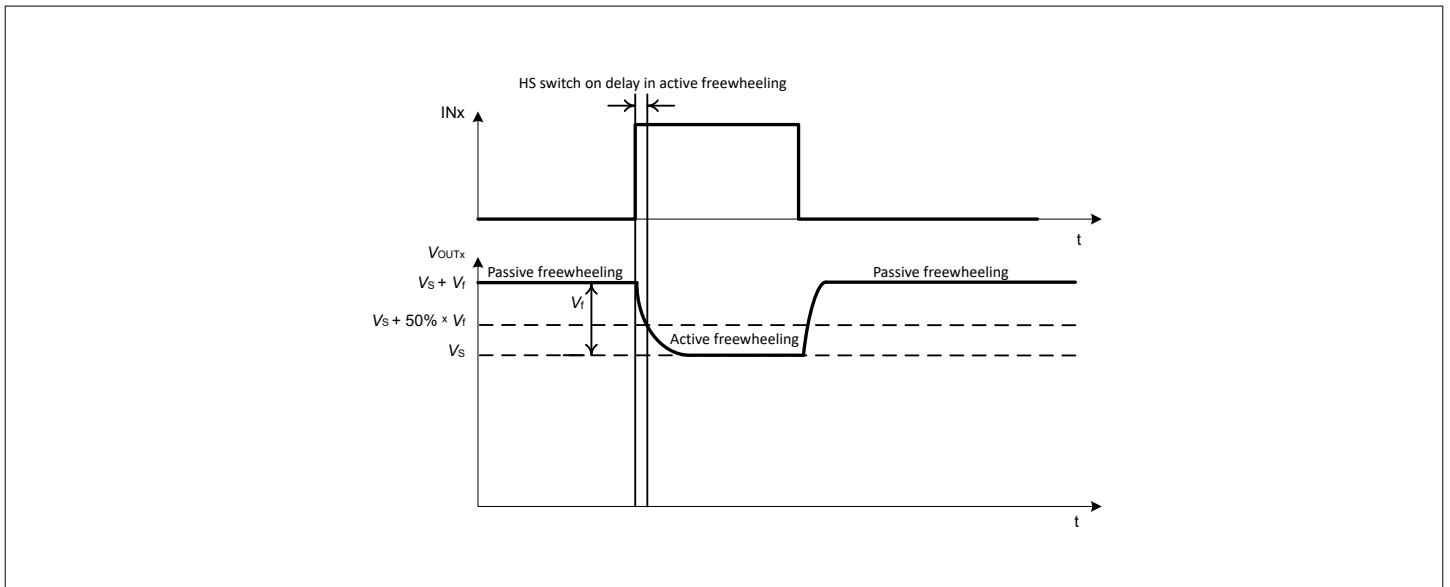 HS switch on delay in active freewheeling
INx
t
VOUTx
Passive freewheeling
Passive freewheeling
VS + Vf
Vf
VS + 50% x Vf
Active freewheeling
VS
t